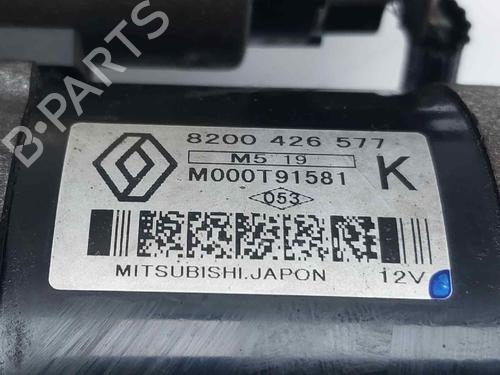 8200 426 577
M5 19
M000T91581
K
053
MITSUBISHI.JAPON
12V
B-PARTS